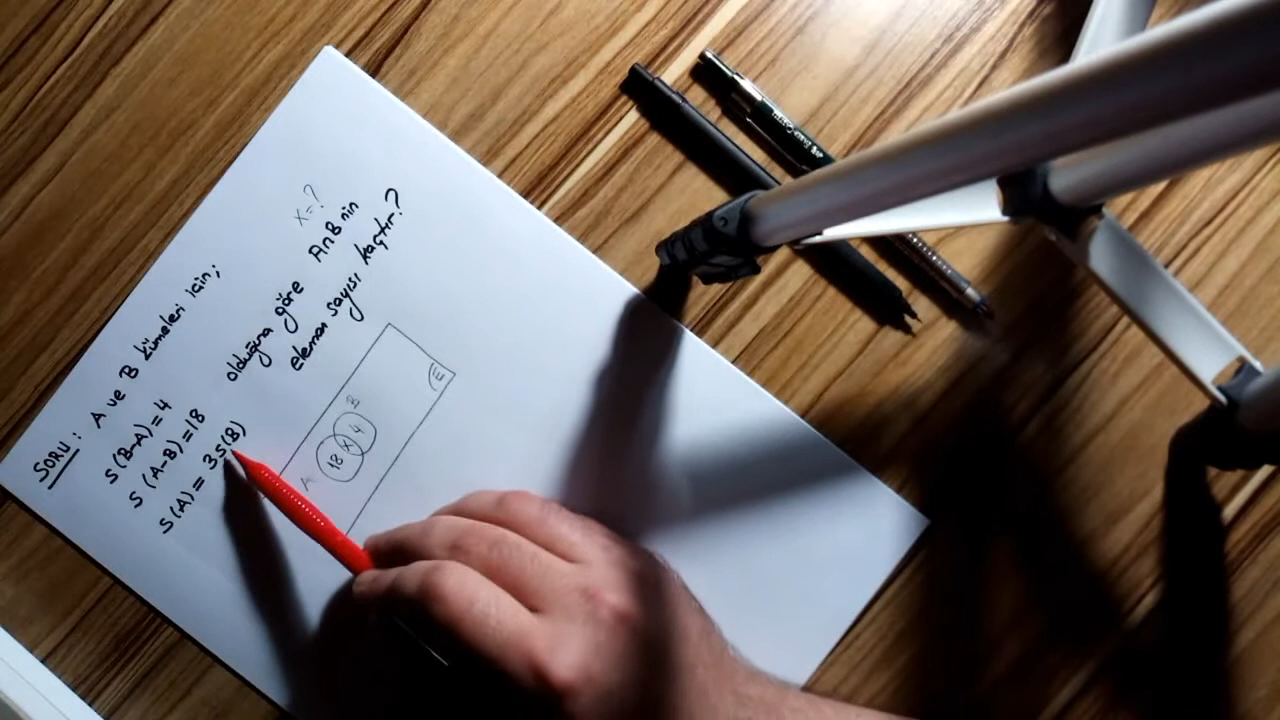 SORU: A ve B kümeleri için;
S(B-A)=4
S(A-B)=18
S(A)=3S(B)
olduğuna göre A∩B nin
eleman sayısı kaçtır?
x=?
A
B
18
x
4
E